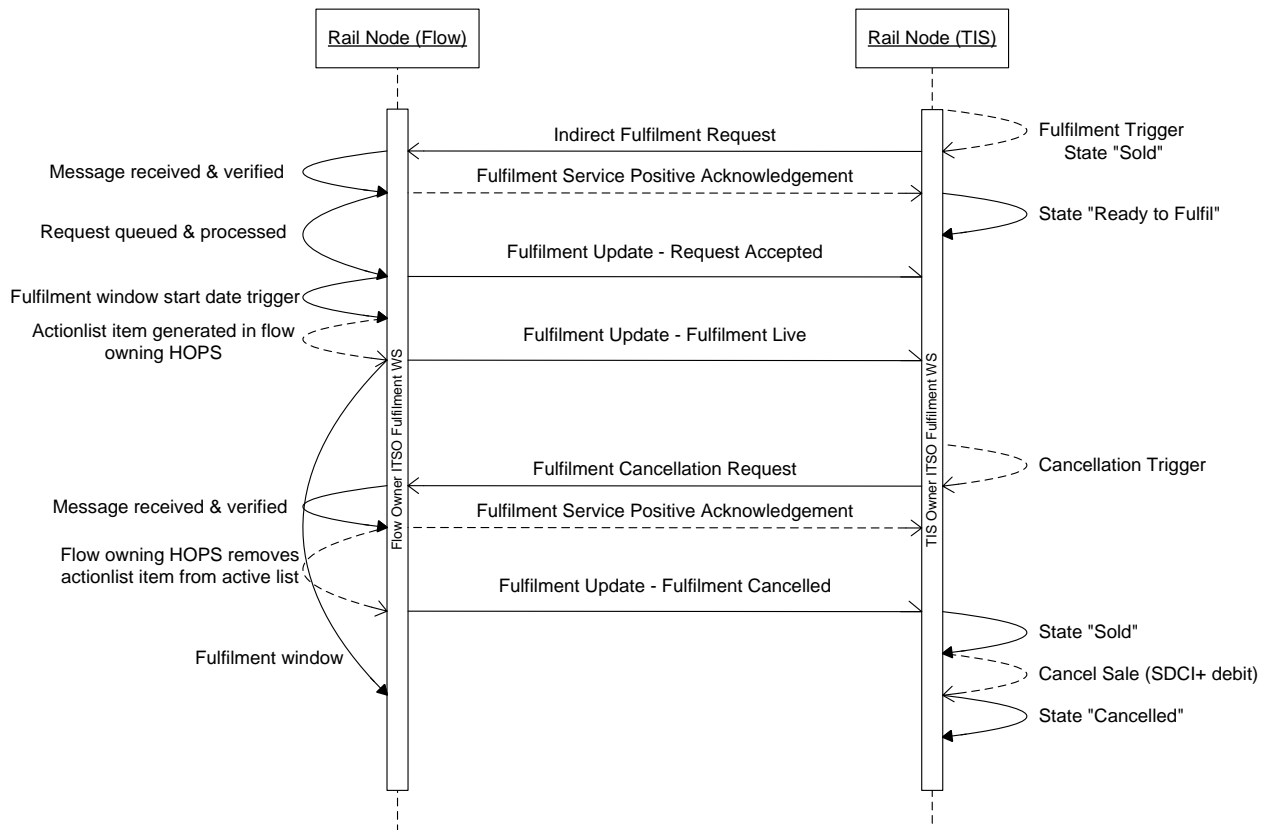 Rail Node (Flow)
Rail Node (TIS)
Indirect Fulfilment Request
Fulfilment Trigger
State "Sold"
Message received & verified
Fulfilment Service Positive Acknowledgement
State "Ready to Fulfil"
Request queued & processed
Fulfilment Update - Request Accepted
Fulfilment window start date trigger
Actionlist item generated in flow
owning HOPS
Fulfilment Update - Fulfilment Live
Flow Owner ITSO Fulfilment WS
TIS Owner ITSO Fulfilment WS
Fulfilment Cancellation Request
Cancellation Trigger
Message received & verified
Fulfilment Service Positive Acknowledgement
Flow owning HOPS removes
actionlist item from active list
Fulfilment Update - Fulfilment Cancelled
State "Sold"
Fulfilment window
Cancel Sale (SDCI+ debit)
State "Cancelled"